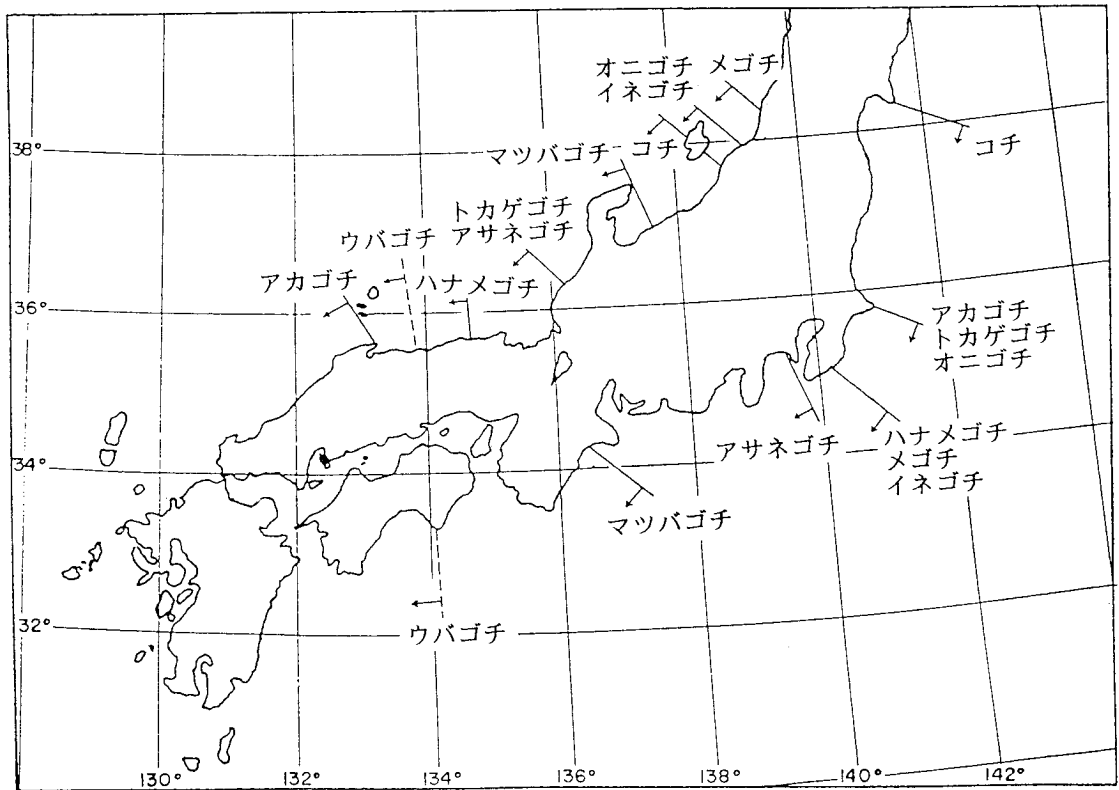 オニゴチ メゴチ
イネゴチ
38°
マツバゴチ コチ
コチ
トカゲゴチ
アサネゴチ
ウバゴチ
アカゴチ
ハナメゴチ
36°
アカゴチ
トカゲゴチ
オニゴチ
アサネゴチ
ハナメゴチ
メゴチ
イネゴチ
34°
マツバゴチ
32°
ウバゴチ
130°
132°
134°
136°
138°
140°
142°